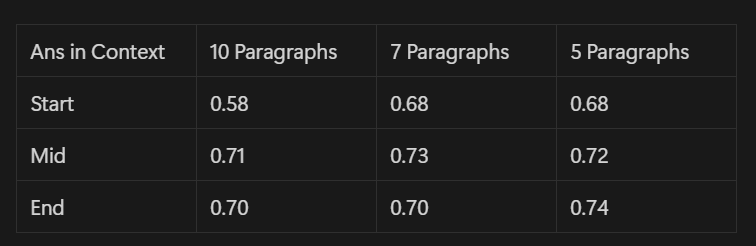 Ans in Context 10 Paragraphs 7 Paragraphs 5 Paragraphs
Start 0.58 0.68 0.68
Mid 0.71 0.73 0.72
End 0.70 0.70 0.74